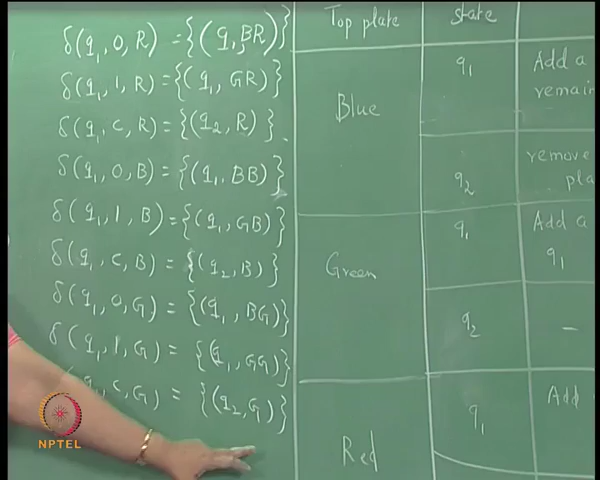 δ(q₁, 0, R) = {(q₁, BR)}
δ(q₁, 1, R) = {(q₁, GR)}
δ(q₁, C, R) = {(q₂, R)}
δ(q₁, 0, B) = {(q₁, BB)}
δ(q₁, 1, B) = {(q₁, GB)}
δ(q₁, C, B) = {(q₂, B)}
δ(q₁, 0, G) = {(q₁, BG)}
δ(q₁, 1, G) = {(q₁, GG)}
(q₁, C, G) = {(q₂, G)}
Top plate
state
Blue
q₁
Add a
remain
q₂
remove
pla
Green
q₁
Add a
q₁
q₂
–
Red
q₁
Add
NPTEL